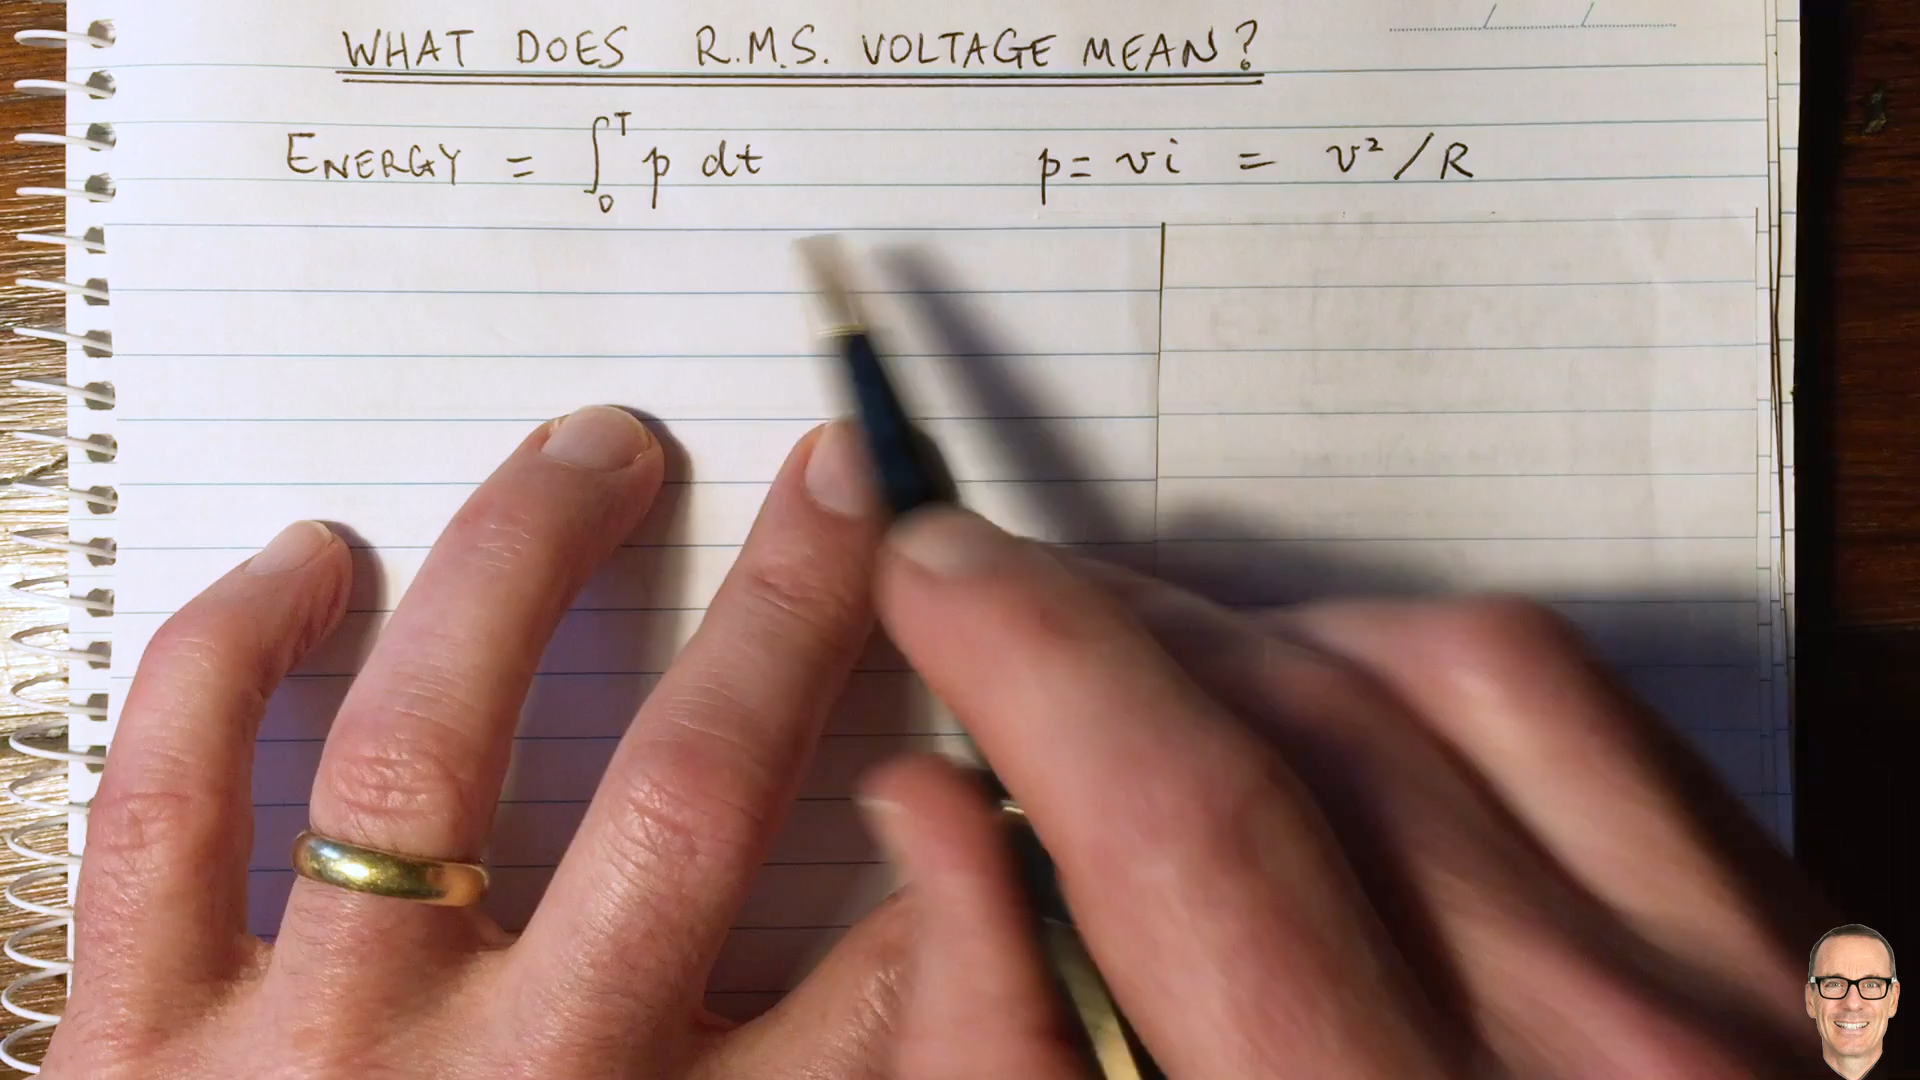 WHAT DOES R.M.S. VOLTAGE MEAN?
ENERGY = ∫₀ᵀ p dt p = vi = v²/R